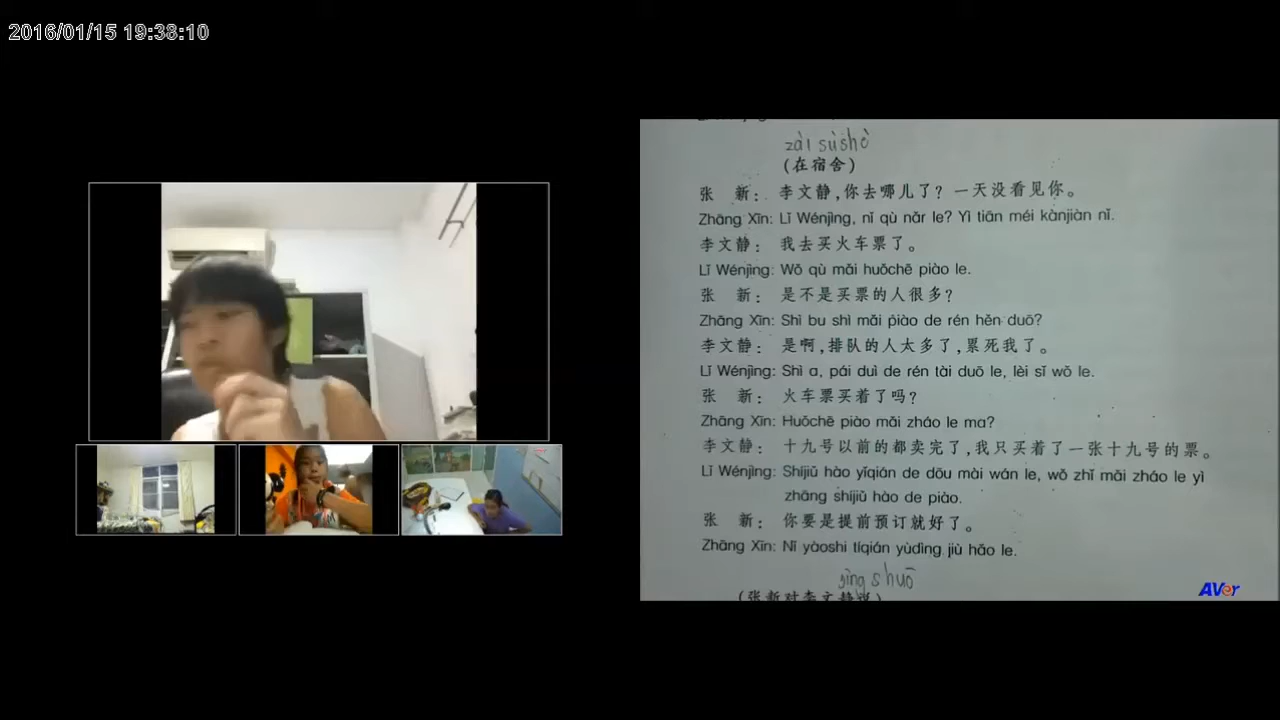 2016/01/15 19:38:10
zài sùshè
(在宿舍)
张 新: 李文静,你去哪儿了? 一天没看见你。
Zhāng Xīn: Lǐ Wénjìng, nǐ qù nǎr le? Yì tiān méi kànjiàn nǐ.
李文静: 我去买火车票了。
Lǐ Wénjìng: Wǒ qù mǎi huǒchē piào le.
张 新: 是不是买票的人很多?
Zhāng Xīn: Shì bu shì mǎi piào de rén hěn duō?
李文静: 是啊,排队的人太多了,累死我了。
Lǐ Wénjìng: Shì a, pái duì de rén tài duō le, lèi sǐ wǒ le.
张 新: 火车票买着了吗?
Zhāng Xīn: Huǒchē piào mǎi zháo le ma?
李文静: 十九号以前的都卖完了,我只买着了一张十九号的票。
Lǐ Wénjìng: Shíjiǔ hào yǐqián de dōu mài wán le, wǒ zhǐ mǎi zháo le yì
zhāng shíjiǔ hào de piào.
张 新: 你要是提前预订就好了。
Zhāng Xīn: Nǐ yàoshi tíqián yùdìng jiù hǎo le.
jìng shuō
(张新对李文静说)
AVer